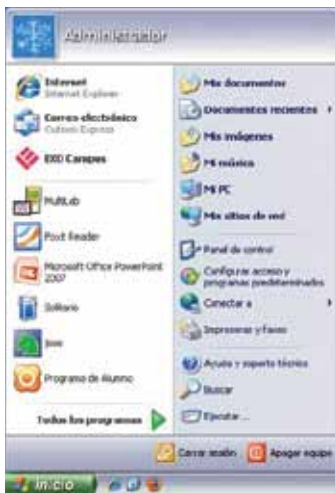 Administrador
Internet
Internet Explorer
Correo electrónico
Outlook Express
EXO Campus
MultiLab
Foxit Reader
Microsoft Office PowerPoint
2007
Solitario
Programa de Alumno
Todos los programas
Mis documentos
Documentos recientes
Mis imágenes
Mi música
Mi PC
Mis sitios de red
Panel de control
Configurar acceso y
programas predeterminados
Conectar a
Impresoras y faxes
Ayuda y soporte técnico
Buscar
Ejecutar...
Cerrar sesión
Apagar equipo
Inicio